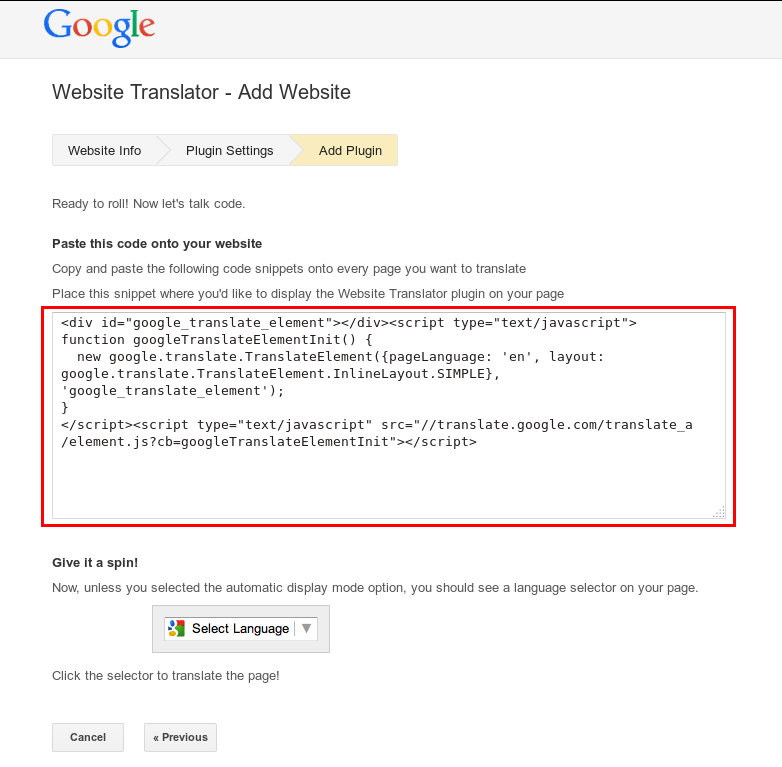 Google
Website Translator - Add Website
Website Info
Plugin Settings
Add Plugin
Ready to roll! Now let's talk code.
Paste this code onto your website
Copy and paste the following code snippets onto every page you want to translate
Place this snippet where you'd like to display the Website Translator plugin on your page
<div id="google_translate_element"></div><script type="text/javascript">
function googleTranslateElementInit() {
  new google.translate.TranslateElement({pageLanguage: 'en', layout:
google.translate.TranslateElement.InlineLayout.SIMPLE},
'google_translate_element');
}
</script><script type="text/javascript" src="//translate.google.com/translate_a
/element.js?cb=googleTranslateElementInit"></script>
Give it a spin!
Now, unless you selected the automatic display mode option, you should see a language selector on your page.
Select Language ▼
Click the selector to translate the page!
Cancel
« Previous